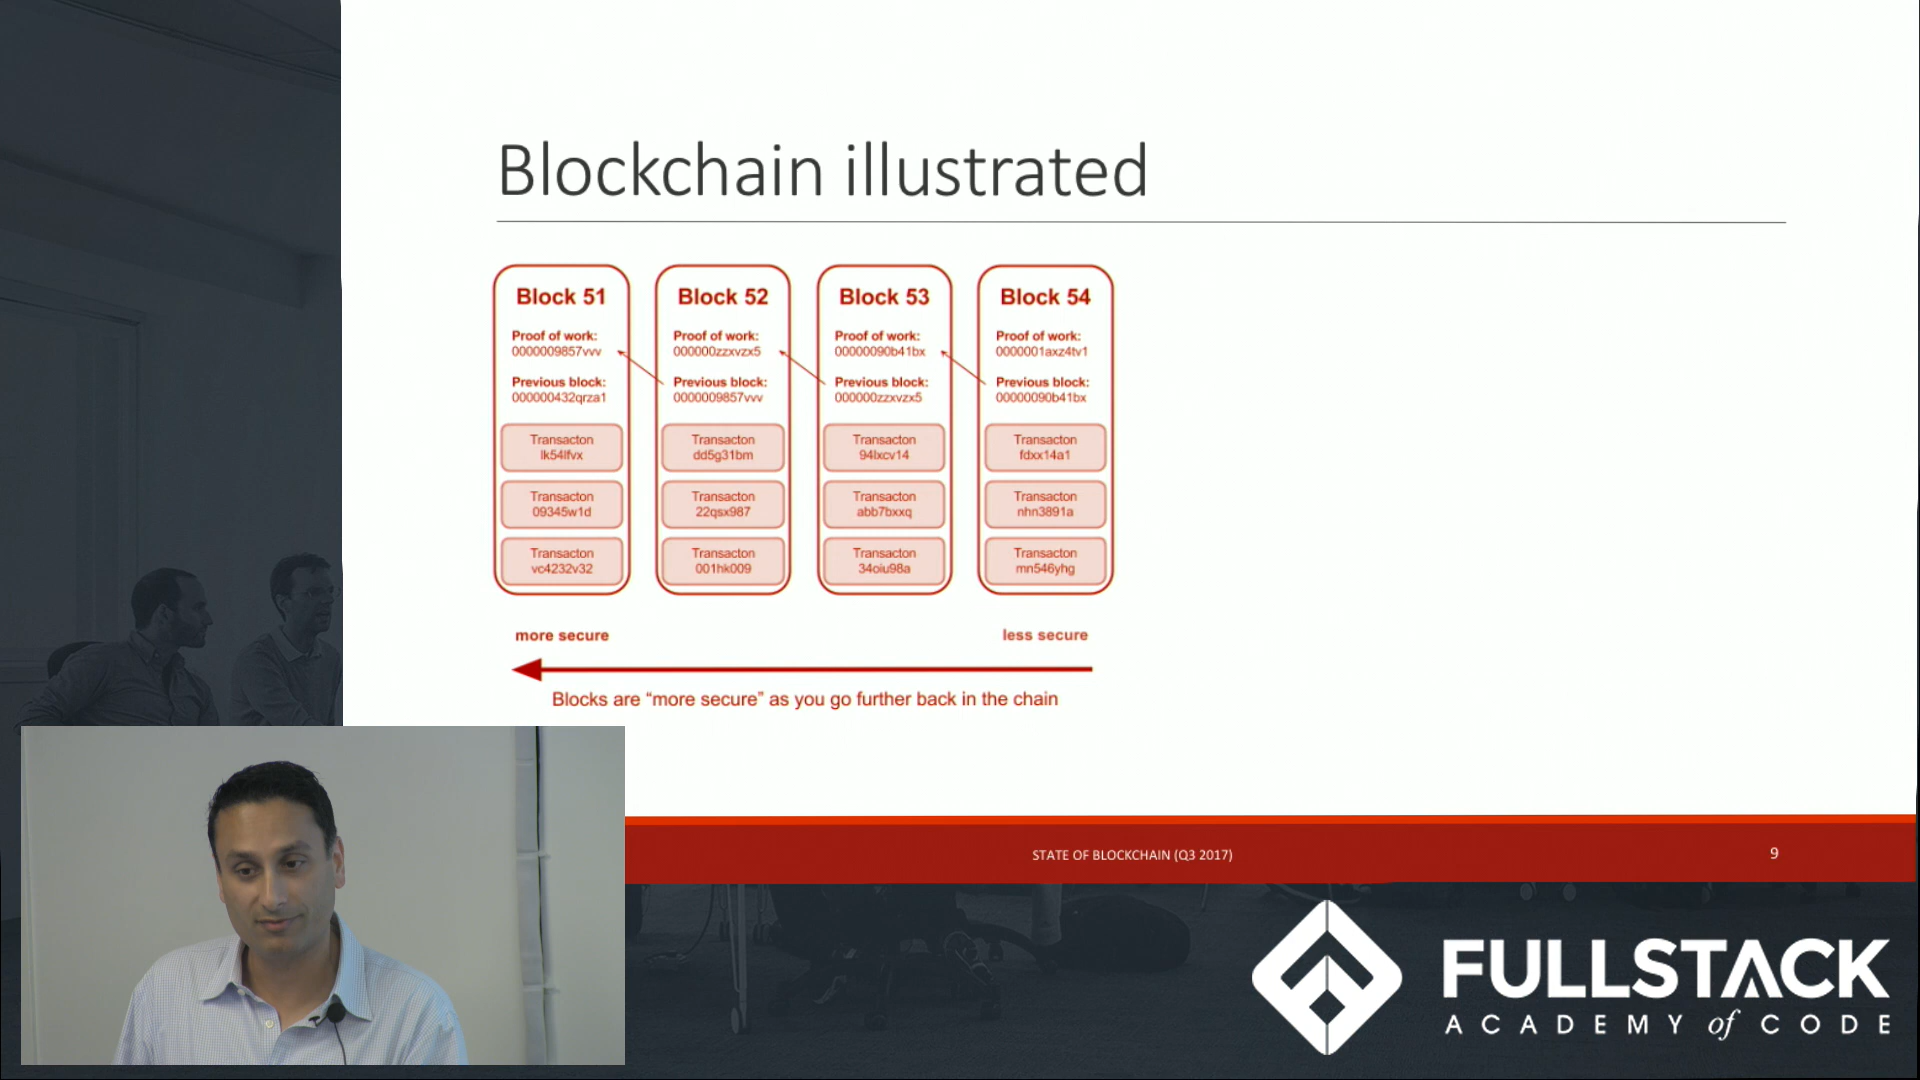 Blockchain illustrated
Block 51
Proof of work:
0000009857vvv
Previous block:
000000432qrza1
Transacton
lk54lfvx
Transacton
09345w1d
Transacton
vc4232v32
Block 52
Proof of work:
000000zzxvzx5
Previous block:
0000009857vvv
Transacton
dd5g31bm
Transacton
22qsx987
Transacton
001hk009
Block 53
Proof of work:
00000090b41bx
Previous block:
000000zzxvzx5
Transacton
94lxcv14
Transacton
abb7bxxq
Transacton
34oiu98a
Block 54
Proof of work:
0000001axz4tv1
Previous block:
00000090b41bx
Transacton
fdxx14a1
Transacton
nhn3891a
Transacton
mn546yhg
more secure
less secure
Blocks are “more secure” as you go further back in the chain
STATE OF BLOCKCHAIN (Q3 2017)
9
FULLSTACK
ACADEMY of CODE